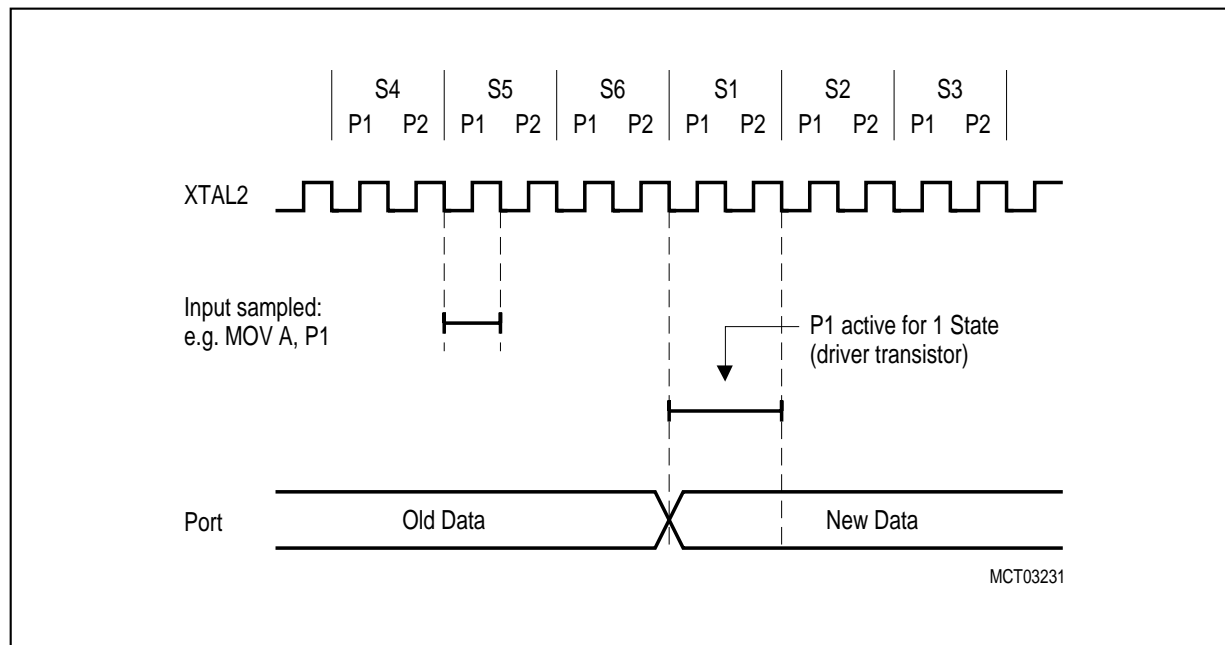 S4 S5 S6 S1 S2 S3
P1 P2 P1 P2 P1 P2 P1 P2 P1 P2 P1 P2
XTAL2
Input sampled:
e.g. MOV A, P1
P1 active for 1 State
(driver transistor)
Port
Old Data
New Data
MCT03231